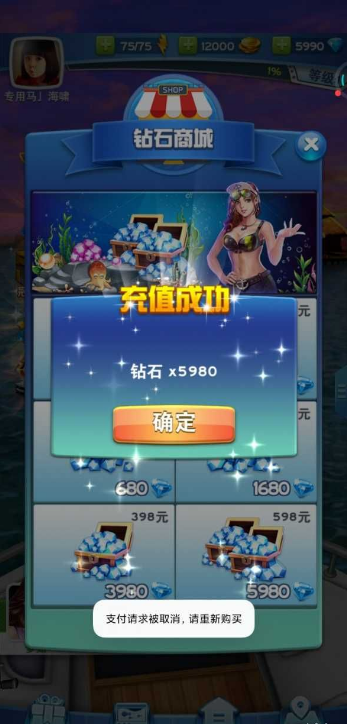 75/75
12000
5990
1%
等级
专用马」海啸
SHOP
钻石商城
充值成功
元
元
钻石 x5980
确定
680
1680
398元
598元
3980
5980
支付请求被取消，请重新购买